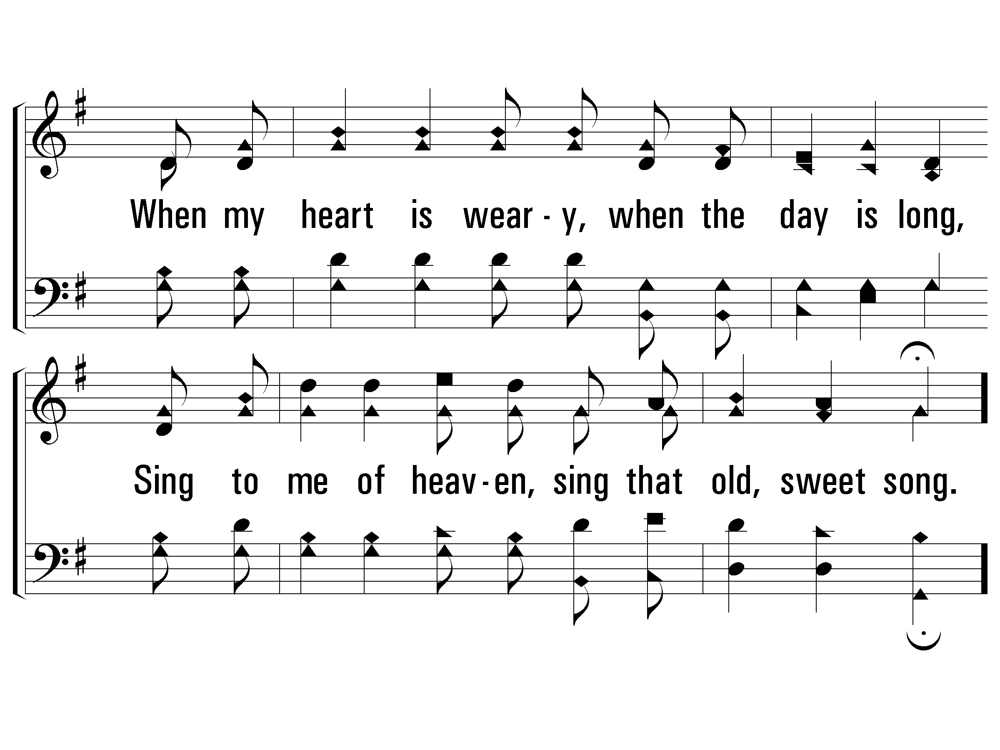 When my heart is wear - y, when the day is long,
Sing to me of heav - en, sing that old, sweet song.